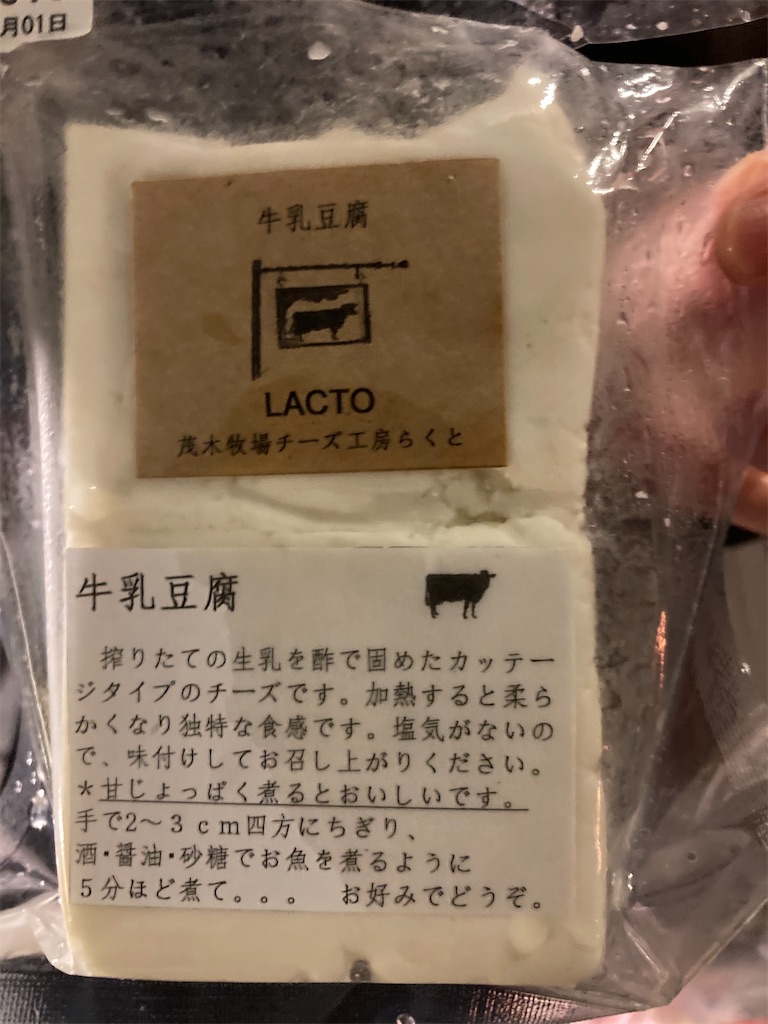 月01日
牛乳豆腐
LACTO
茂木牧場チーズ工房らくと
牛乳豆腐
搾りたての生乳を酢で固めたカッテー
ジタイプのチーズです。加熱すると柔ら
かくなり独特な食感です。塩気がないの
で、味付けしてお召し上がりください。
＊甘じょっぱく煮るとおいしいです。
手で2～3ｃｍ四方にちぎり、
酒・醤油・砂糖でお魚を煮るように
5分ほど煮て。。。 お好みでどうぞ。